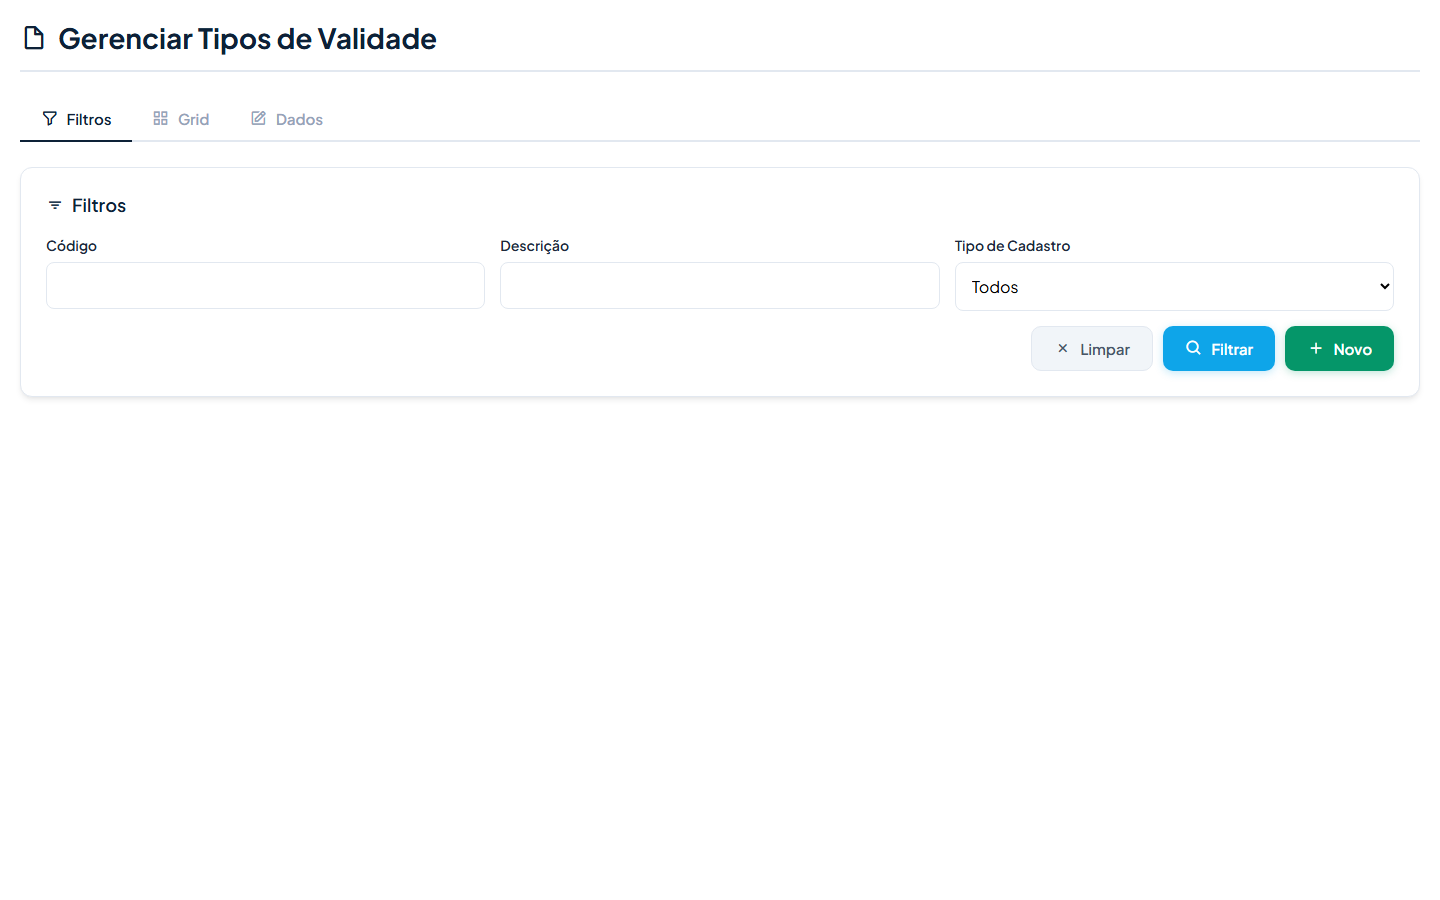 Gerenciar Tipos de Validade
Filtros Grid Dados
Filtros
Código Descrição Tipo de Cadastro
Todos
Limpar Filtrar Novo